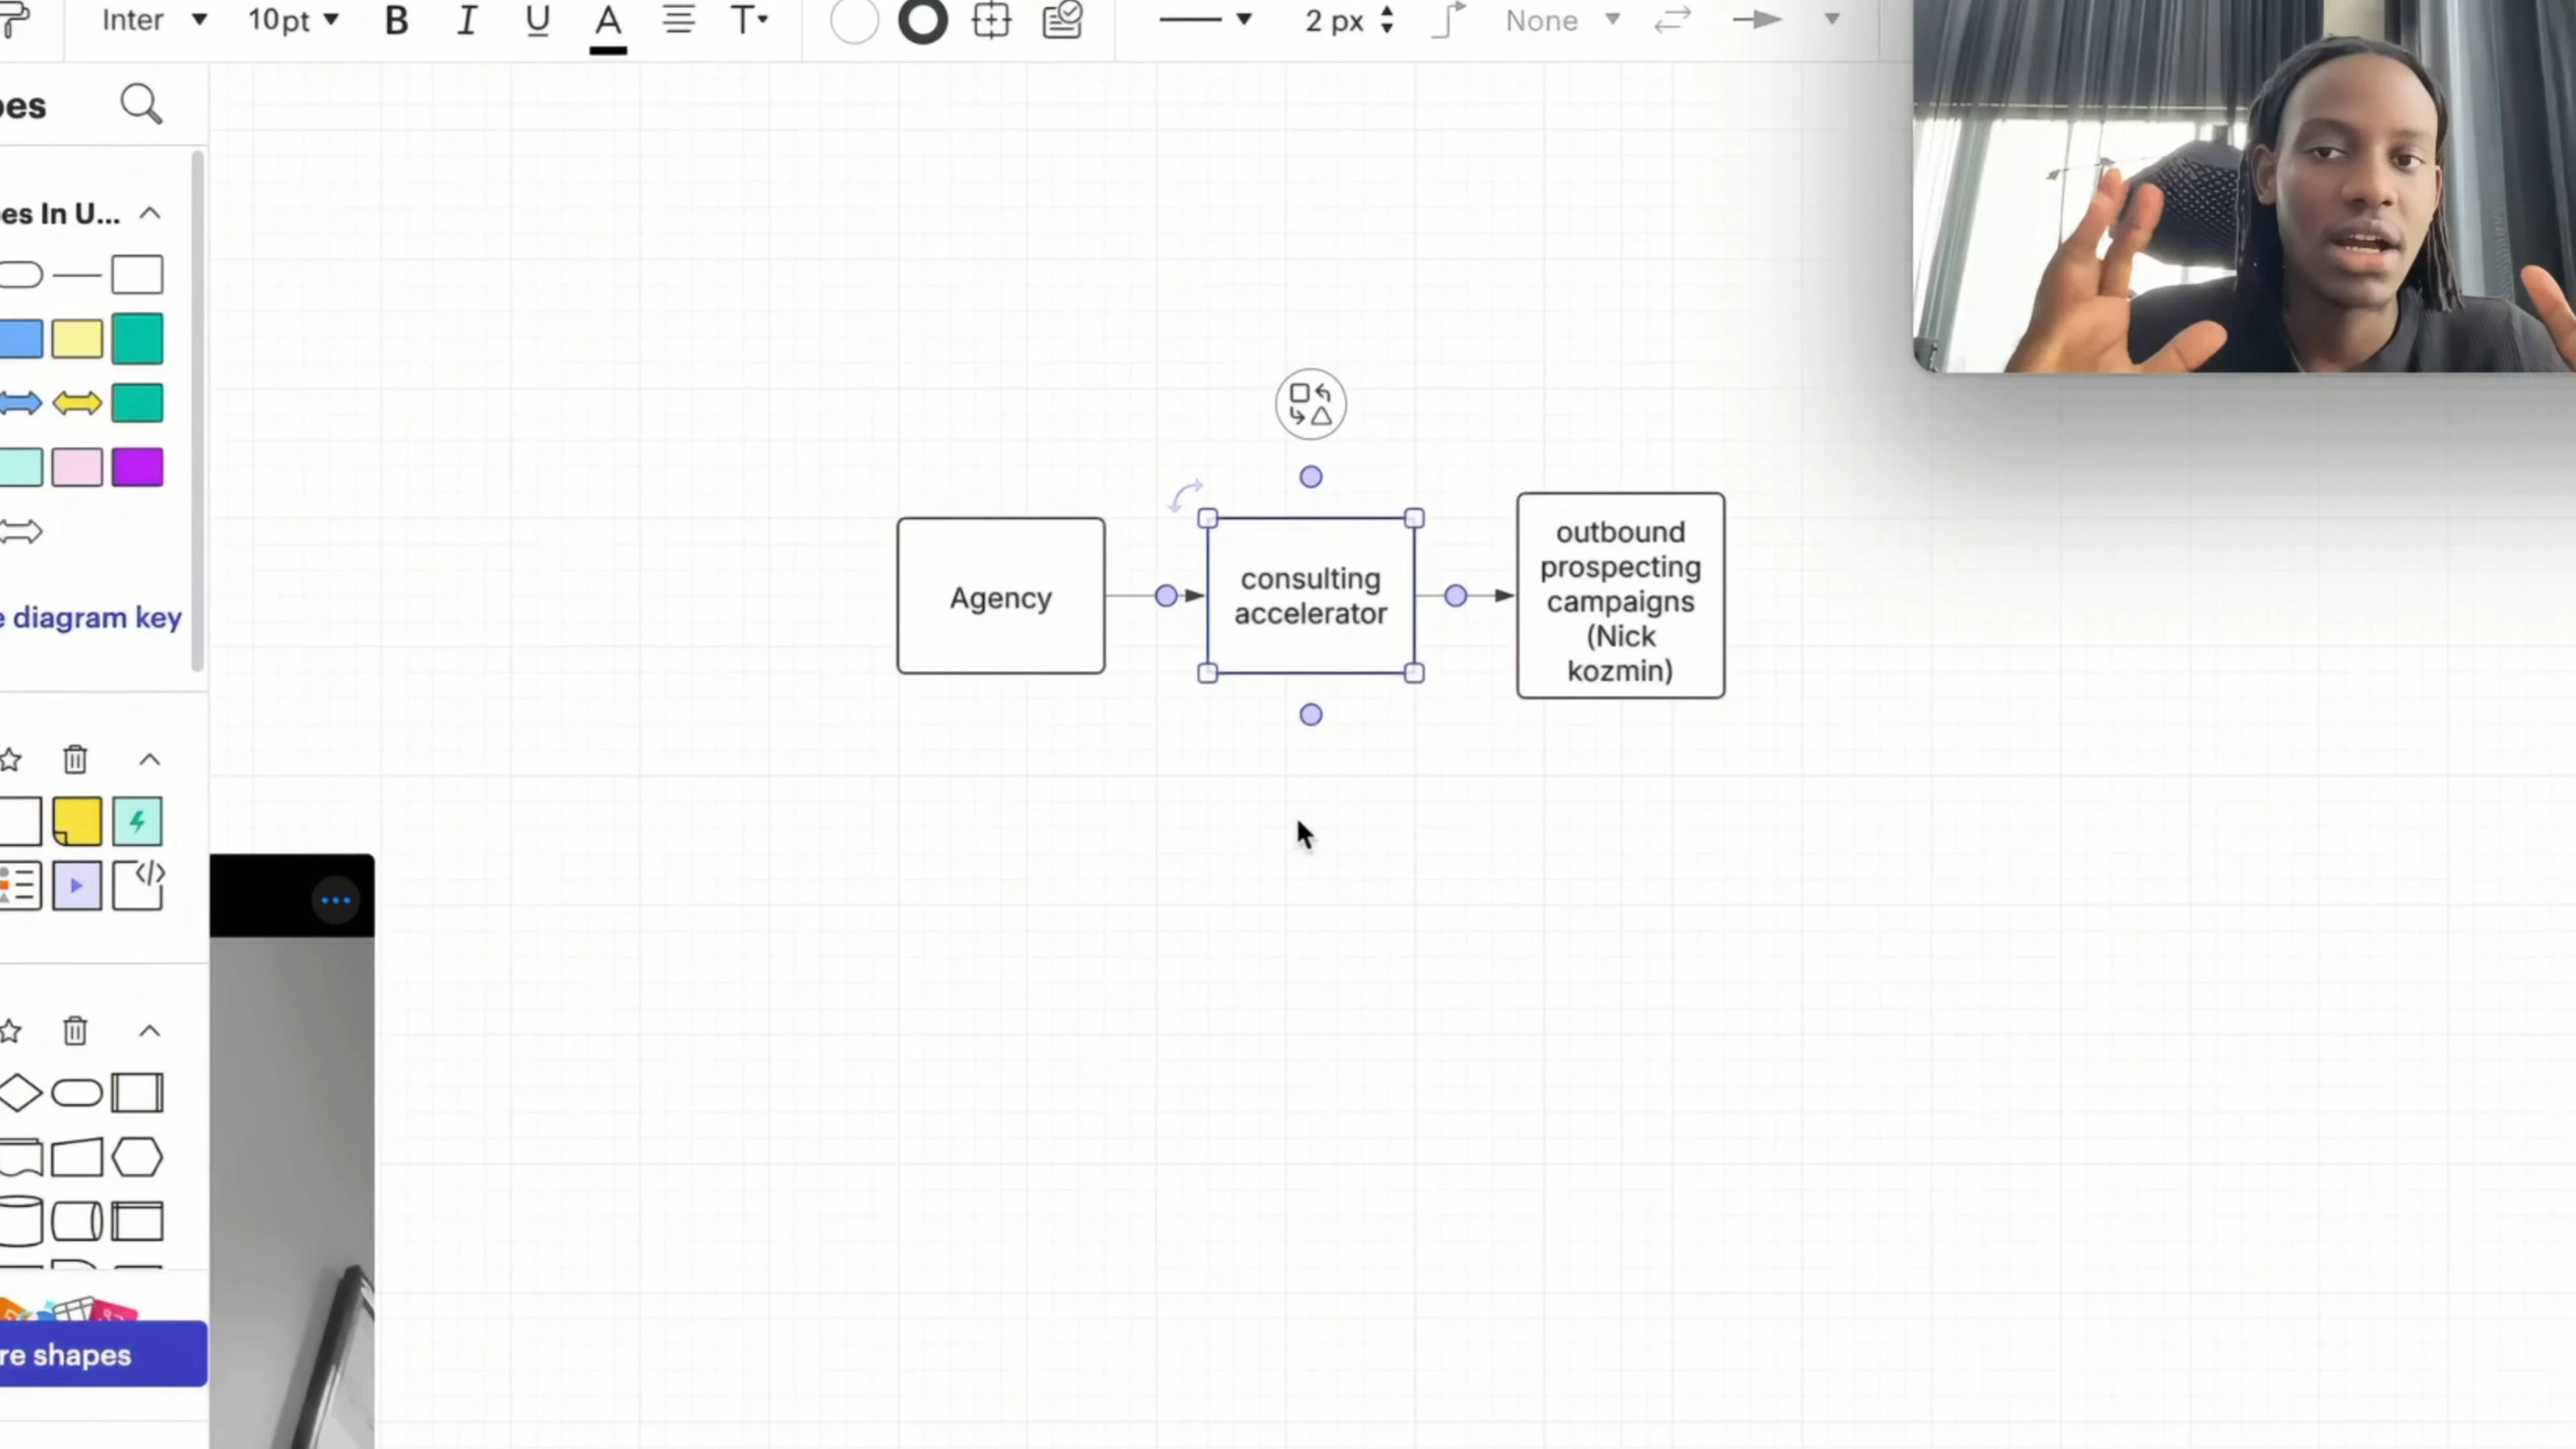 Inter
10pt
B
I
U
A
T
2 px
None
pes
es In U...
e diagram key
re shapes
Agency
consulting
accelerator
outbound
prospecting
campaigns
(Nick
kozmin)